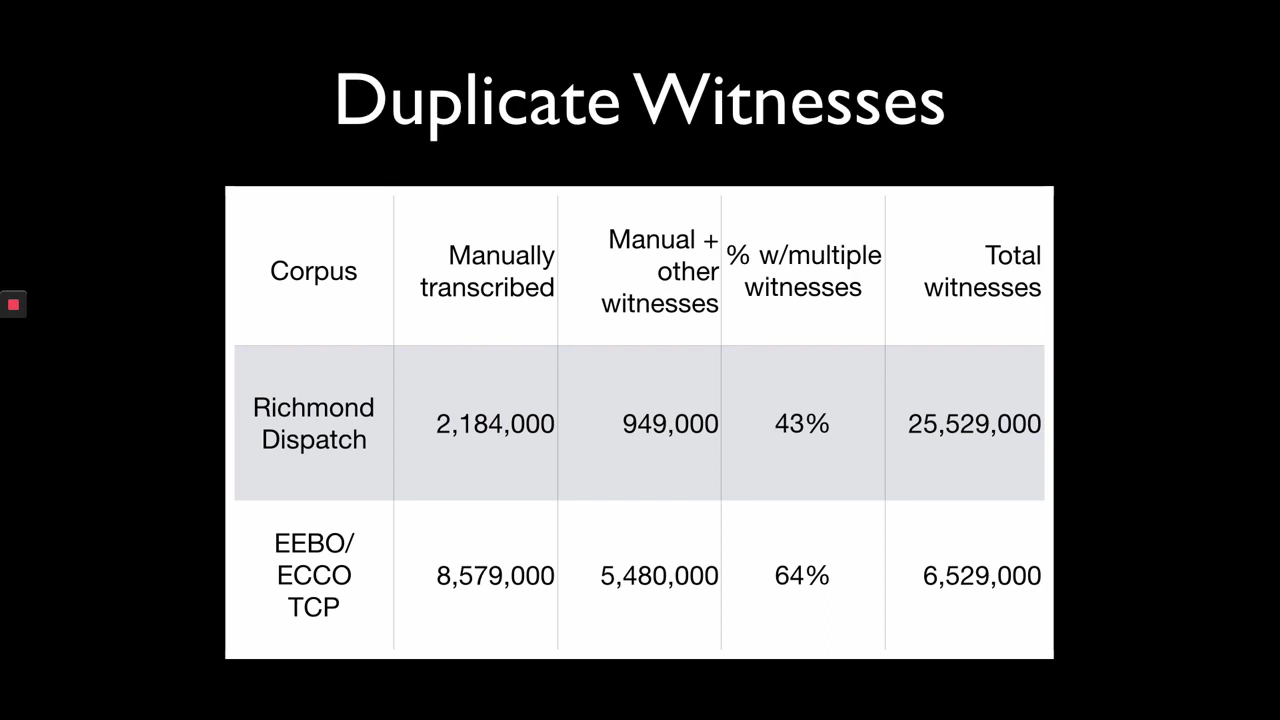 Duplicate Witnesses
Corpus
Manually
transcribed
Manual +
other
witnesses
% w/multiple
witnesses
Total
witnesses
Richmond
Dispatch
2,184,000
949,000
43%
25,529,000
EEBO/
ECCO
TCP
8,579,000
5,480,000
64%
6,529,000